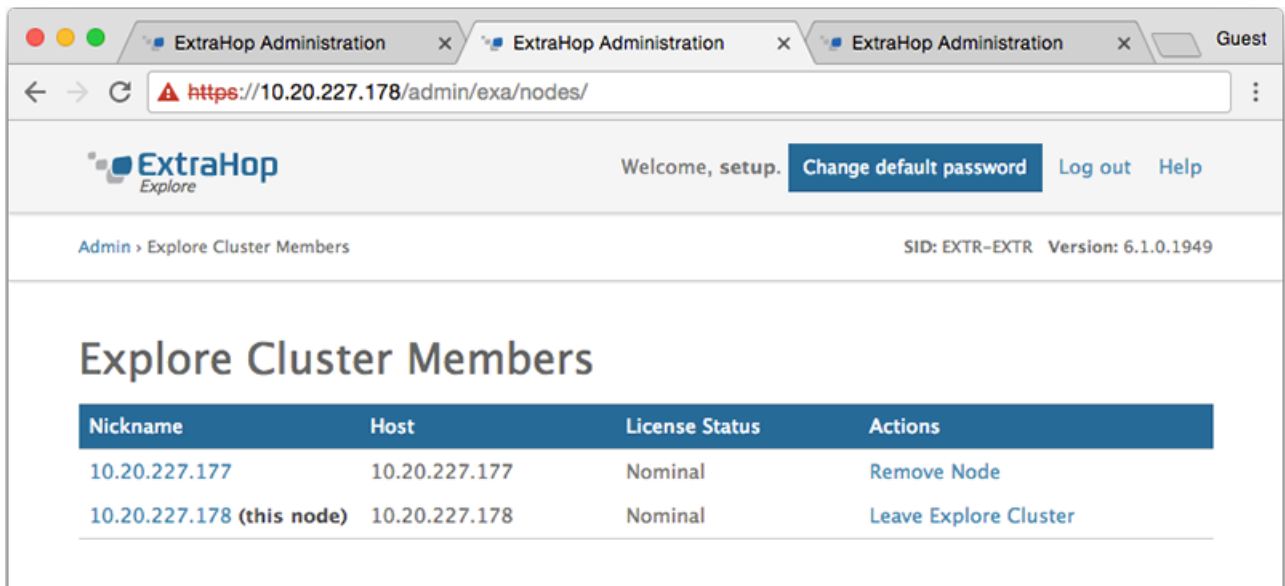 ExtraHop Administration × ExtraHop Administration × ExtraHop Administration × Guest
https://10.20.227.178/admin/exa/nodes/
ExtraHop Welcome, setup. Change default password Log out Help
Explore
Admin › Explore Cluster Members SID: EXTR-EXTR Version: 6.1.0.1949
Explore Cluster Members
Nickname Host License Status Actions
10.20.227.177 10.20.227.177 Nominal Remove Node
10.20.227.178 (this node) 10.20.227.178 Nominal Leave Explore Cluster